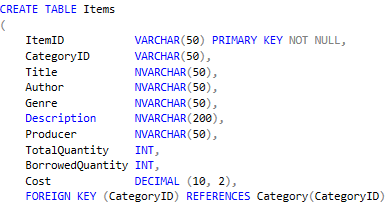 CREATE TABLE Items
(
    ItemID          VARCHAR(50) PRIMARY KEY NOT NULL,
    CategoryID      VARCHAR(50),
    Title           NVARCHAR(50),
    Author          NVARCHAR(50),
    Genre           NVARCHAR(50),
    Description     NVARCHAR(200),
    Producer        NVARCHAR(50),
    TotalQuantity   INT,
    BorrowedQuantity INT,
    Cost            DECIMAL (10, 2),
    FOREIGN KEY (CategoryID) REFERENCES Category(CategoryID)